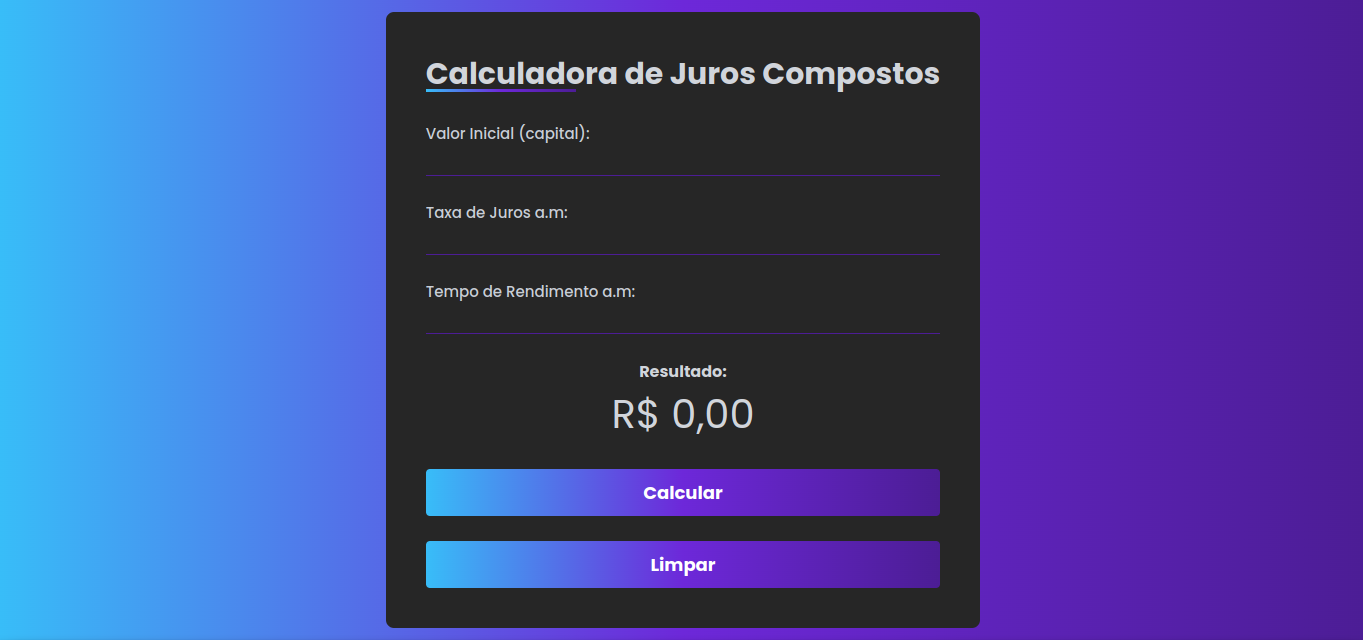 Calculadora de Juros Compostos
Valor Inicial (capital):
Taxa de Juros a.m:
Tempo de Rendimento a.m:
Resultado:
R$ 0,00
Calcular
Limpar